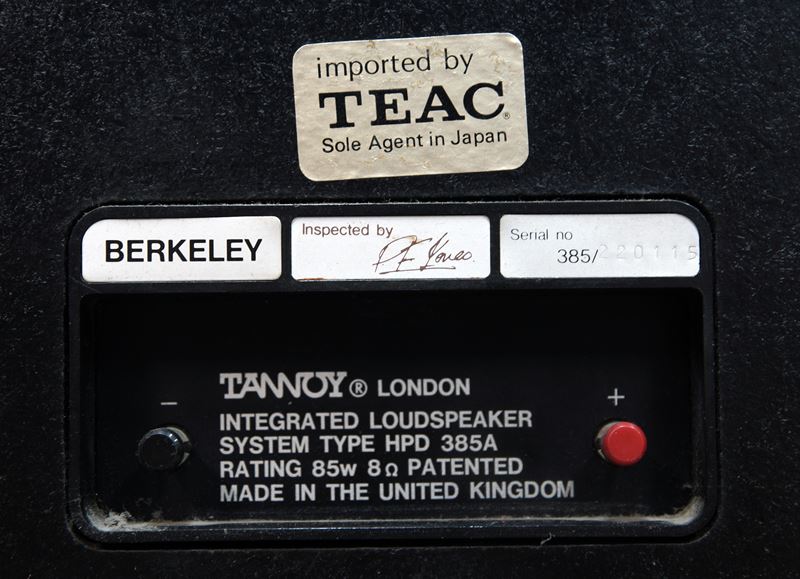 imported by
TEAC®
Sole Agent in Japan
BERKELEY
Inspected by
Serial no
385/220115
− +
TANNOY ® LONDON
INTEGRATED LOUDSPEAKER
SYSTEM TYPE HPD 385A
RATING 85w 8Ω PATENTED
MADE IN THE UNITED KINGDOM